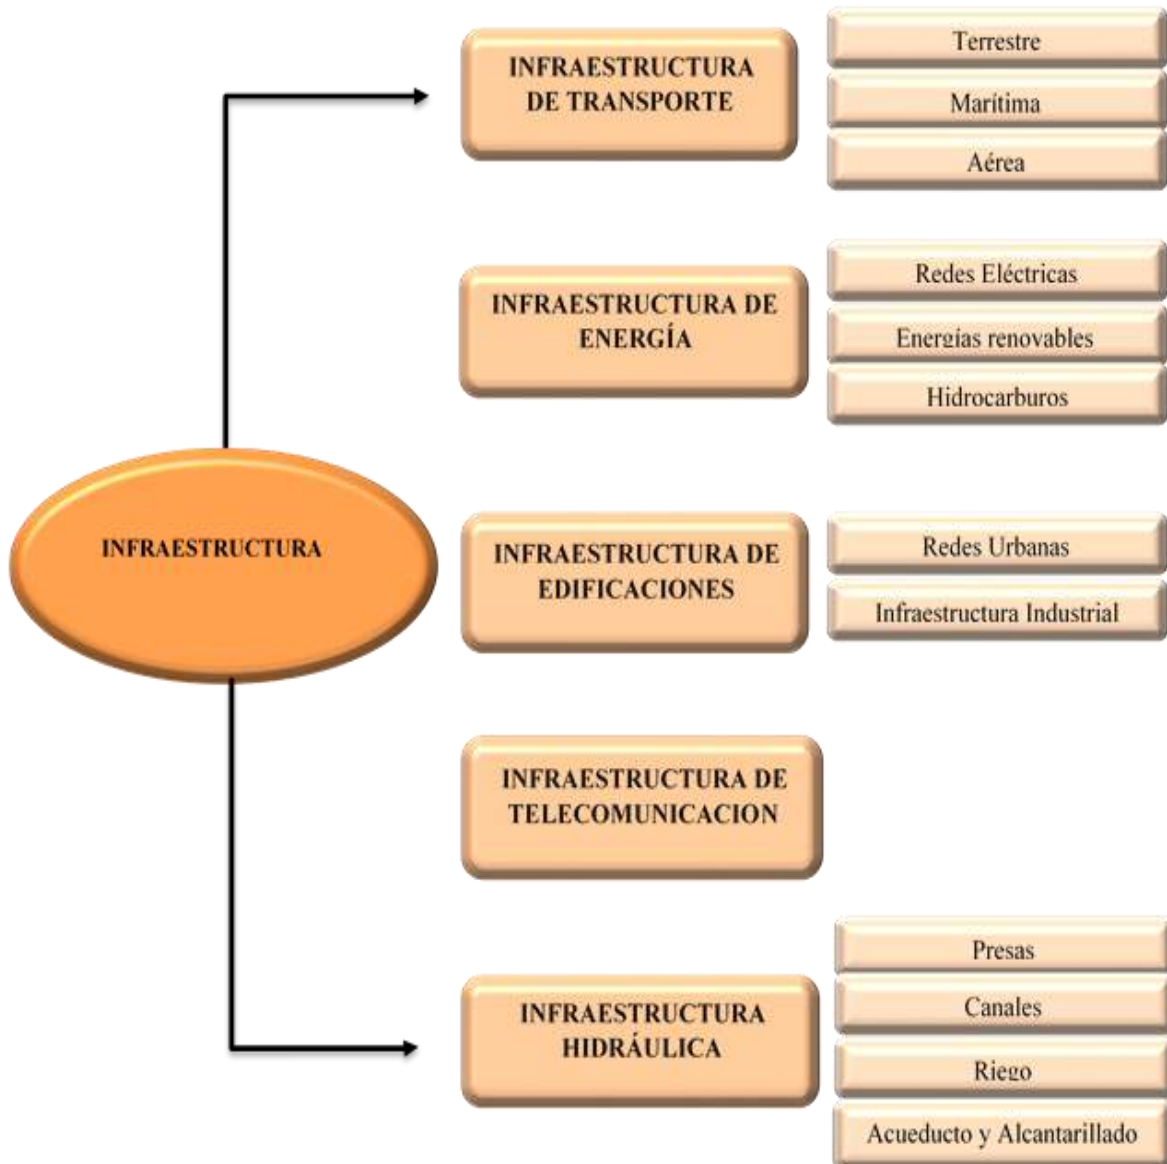 INFRAESTRUCTURA
DE TRANSPORTE
Terrestre
Marítima
Aérea
INFRAESTRUCTURA DE
ENERGÍA
Redes Eléctricas
Energías renovables
Hidrocarburos
INFRAESTRUCTURA
INFRAESTRUCTURA DE
EDIFICACIONES
Redes Urbanas
Infraestructura Industrial
INFRAESTRUCTURA DE
TELECOMUNICACION
INFRAESTRUCTURA
HIDRÁULICA
Presas
Canales
Riego
Acueducto y Alcantarillado